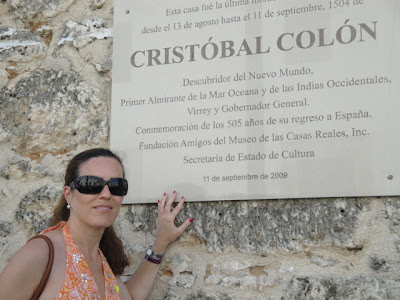 Esta casa fue la última
desde el 13 de agosto hasta el 11 de septiembre, 1504 de
CRISTÓBAL COLÓN
Descubridor del Nuevo Mundo,
Primer Almirante de la Mar Oceana y de las Indias Occidentales,
Virrey y Gobernador General.
Conmemoración de los 505 años de su regreso a España.
Fundación Amigos del Museo de las Casas Reales, Inc.
Secretaría de Estado de Cultura
11 de septiembre de 2009